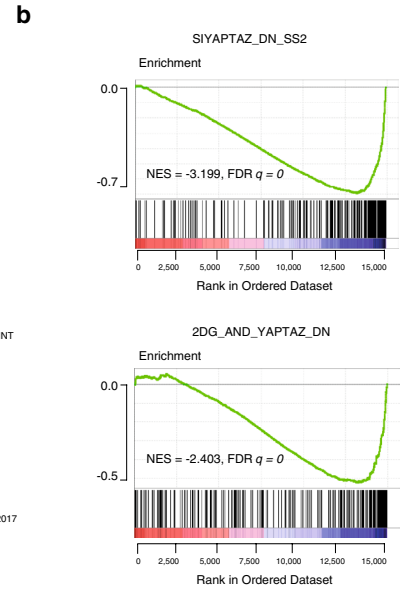 b
SIYAPTAZ_DN_SS2
Enrichment
0.0
NES = -3.199, FDR q = 0
-0.7
0 2,500 5,000 7,500 10,000 12,500 15,000
Rank in Ordered Dataset
NT
2DG_AND_YAPTAZ_DN
Enrichment
0.0
NES = -2.403, FDR q = 0
-0.5
2017
0 2,500 5,000 7,500 10,000 12,500 15,000
Rank in Ordered Dataset